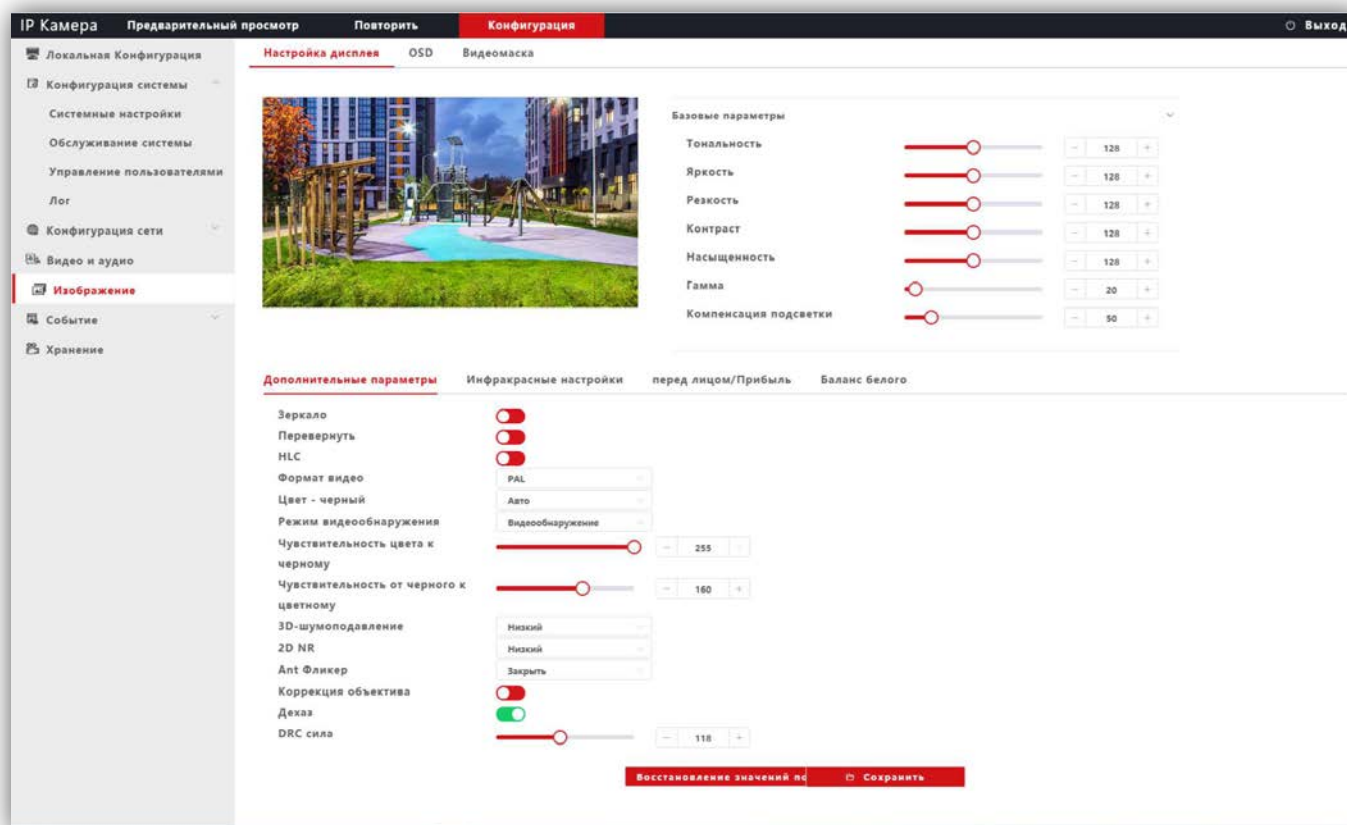 IP Камера Предварительный просмотр Повторить Конфигурация Выход
Локальная Конфигурация
Конфигурация системы
Системные настройки
Обслуживание системы
Управление пользователями
Лог
Конфигурация сети
Видео и аудио
Изображение
Событие
Хранение
Настройка дисплея OSD Видеомаска
Базовые параметры
Тональность 128
Яркость 128
Резкость 128
Контраст 128
Насыщенность 128
Гамма 20
Компенсация подсветки 50
Дополнительные параметры Инфракрасные настройки перед лицом/Прибыль Баланс белого
Зеркало
Перевернуть
HLC
Формат видео PAL
Цвет - черный Авто
Режим видеообнаружения Видеообнаружение
Чувствительность цвета к
черному 255
Чувствительность от черного к
цветному 160
3D-шумоподавление Низкий
2D NR Низкий
Ant Фликер Закрыть
Коррекция объектива
Дехаз
DRC сила 118
Восстановление значений по Сохранить